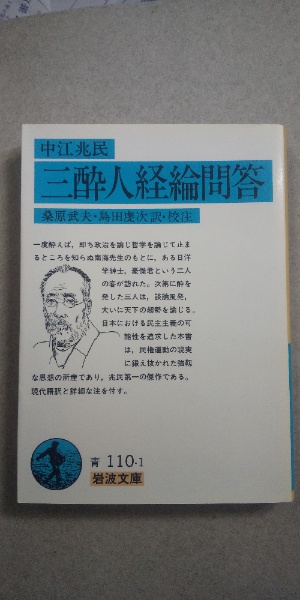 中江兆民
三酔人経綸問答
桑原武夫・島田虔次訳・校注
一度酔えば，即ち政治を論じ哲学を論じて止ま
るところを知らぬ南海先生のもとに，ある日洋
学紳士，豪傑君という二人
の客が訪れた。次第に酔を
発した三人は，談論風発，
大いに天下の趨勢を論じる。
日本における民主主義の可
能性を追求した本書
は，民権運動の現実
に鍛え抜かれた強靱
な思想の所産であり，兆民第一の傑作である。
現代語訳と詳細な注を付す。
青 110-1
岩波文庫